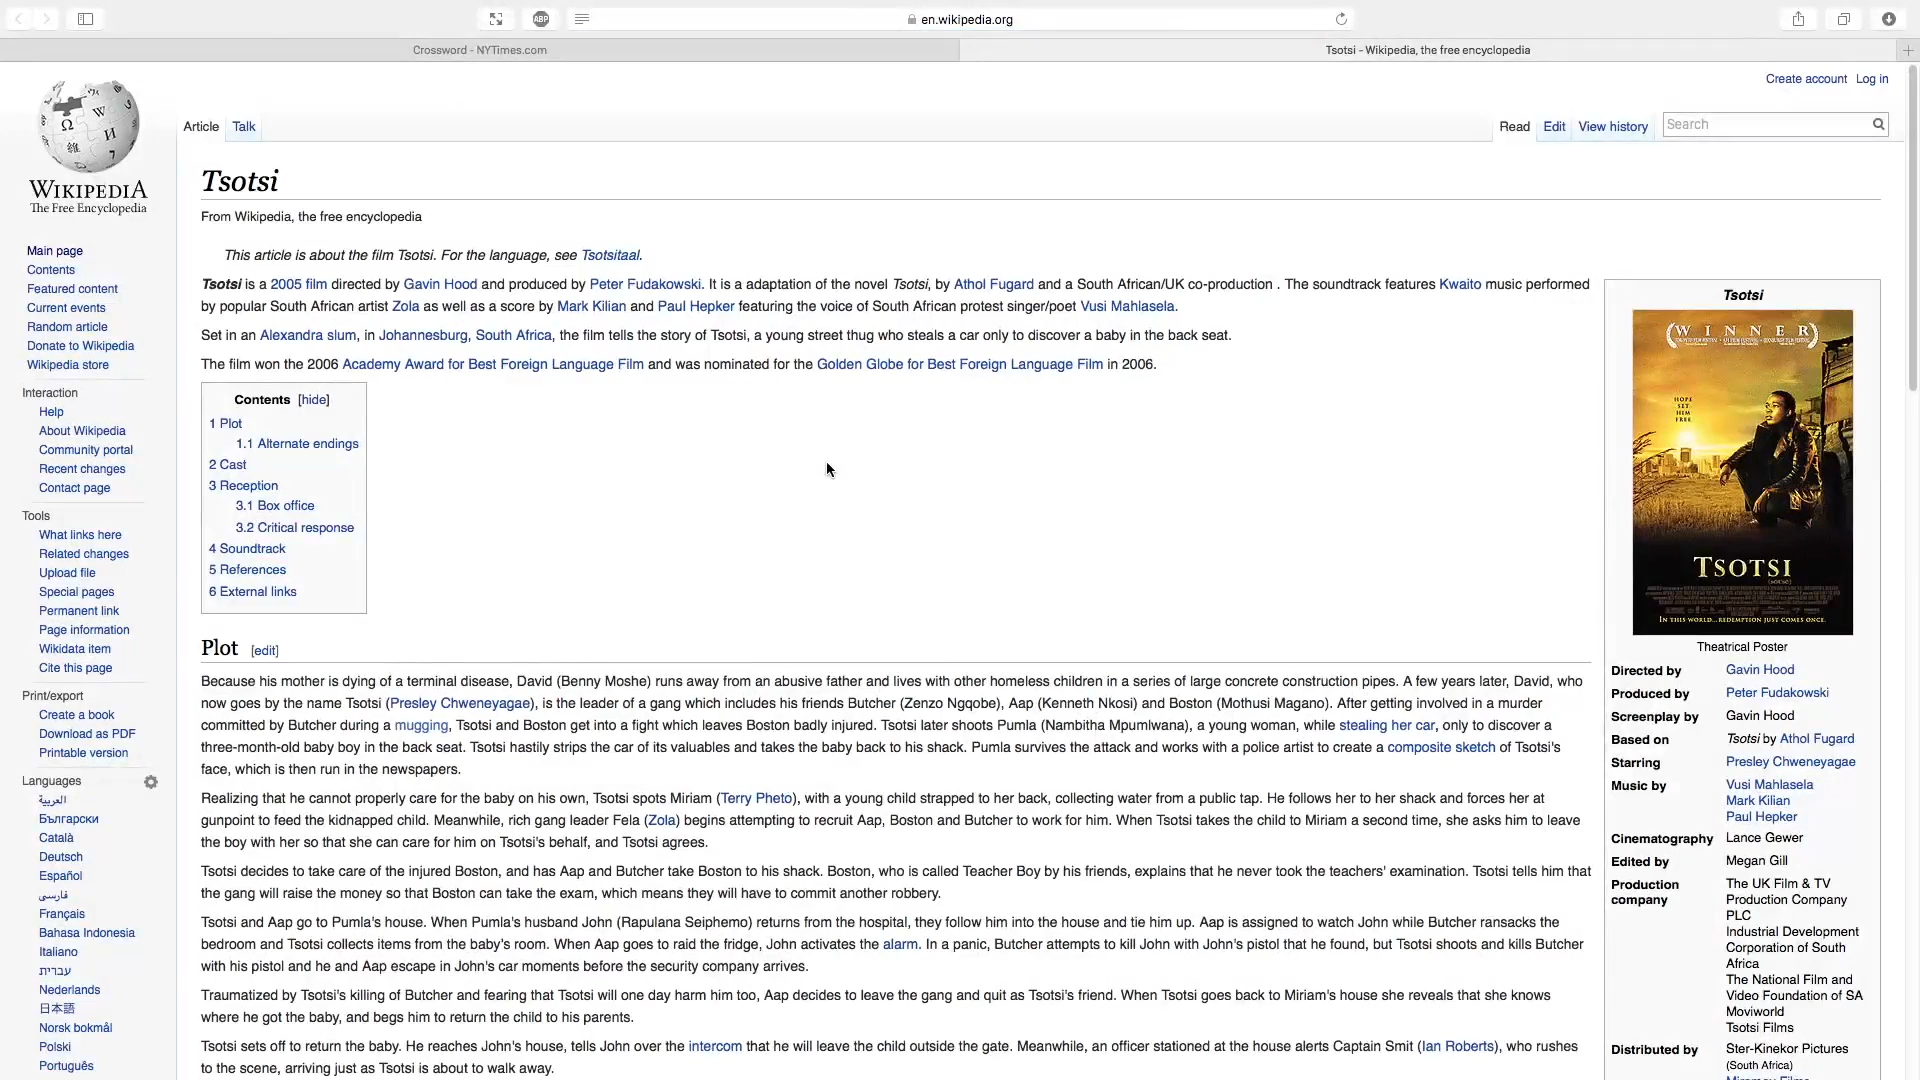 en.wikipedia.org
ABP
Crossword - NYTimes.com
Tsotsi - Wikipedia, the free encyclopedia
Create account Log in
Article Talk
Read Edit View history Search
WIKIPEDIA
The Free Encyclopedia
Main page
Contents
Featured content
Current events
Random article
Donate to Wikipedia
Wikipedia store
Interaction
Help
About Wikipedia
Community portal
Recent changes
Contact page
Tools
What links here
Related changes
Upload file
Special pages
Permanent link
Page information
Wikidata item
Cite this page
Print/export
Create a book
Download as PDF
Printable version
Languages
العربية
Български
Català
Deutsch
Español
فارسی
Français
Bahasa Indonesia
Italiano
עברית
Nederlands
日本語
Norsk bokmål
Polski
Português
Tsotsi
From Wikipedia, the free encyclopedia
This article is about the film Tsotsi. For the language, see Tsotsitaal.
Tsotsi is a 2005 film directed by Gavin Hood and produced by Peter Fudakowski. It is a adaptation of the novel Tsotsi, by Athol Fugard and a South African/UK co-production . The soundtrack features Kwaito music performed
by popular South African artist Zola as well as a score by Mark Kilian and Paul Hepker featuring the voice of South African protest singer/poet Vusi Mahlasela.
Set in an Alexandra slum, in Johannesburg, South Africa, the film tells the story of Tsotsi, a young street thug who steals a car only to discover a baby in the back seat.
The film won the 2006 Academy Award for Best Foreign Language Film and was nominated for the Golden Globe for Best Foreign Language Film in 2006.
Contents [hide]
1 Plot
1.1 Alternate endings
2 Cast
3 Reception
3.1 Box office
3.2 Critical response
4 Soundtrack
5 References
6 External links
Plot [edit]
Because his mother is dying of a terminal disease, David (Benny Moshe) runs away from an abusive father and lives with other homeless children in a series of large concrete construction pipes. A few years later, David, who
now goes by the name Tsotsi (Presley Chweneyagae), is the leader of a gang which includes his friends Butcher (Zenzo Ngqobe), Aap (Kenneth Nkosi) and Boston (Mothusi Magano). After getting involved in a murder
committed by Butcher during a mugging, Tsotsi and Boston get into a fight which leaves Boston badly injured. Tsotsi later shoots Pumla (Nambitha Mpumlwana), a young woman, while stealing her car, only to discover a
three-month-old baby boy in the back seat. Tsotsi hastily strips the car of its valuables and takes the baby back to his shack. Pumla survives the attack and works with a police artist to create a composite sketch of Tsotsi's
face, which is then run in the newspapers.
Realizing that he cannot properly care for the baby on his own, Tsotsi spots Miriam (Terry Pheto), with a young child strapped to her back, collecting water from a public tap. He follows her to her shack and forces her at
gunpoint to feed the kidnapped child. Meanwhile, rich gang leader Fela (Zola) begins attempting to recruit Aap, Boston and Butcher to work for him. When Tsotsi takes the child to Miriam a second time, she asks him to leave
the boy with her so that she can care for him on Tsotsi's behalf, and Tsotsi agrees.
Tsotsi decides to take care of the injured Boston, and has Aap and Butcher take Boston to his shack. Boston, who is called Teacher Boy by his friends, explains that he never took the teachers' examination. Tsotsi tells him that
the gang will raise the money so that Boston can take the exam, which means they will have to commit another robbery.
Tsotsi and Aap go to Pumla's house. When Pumla's husband John (Rapulana Seiphemo) returns from the hospital, they follow him into the house and tie him up. Aap is assigned to watch John while Butcher ransacks the
bedroom and Tsotsi collects items from the baby's room. When Aap goes to raid the fridge, John activates the alarm. In a panic, Butcher attempts to kill John with John's pistol that he found, but Tsotsi shoots and kills Butcher
with his pistol and he and Aap escape in John's car moments before the security company arrives.
Traumatized by Tsotsi's killing of Butcher and fearing that Tsotsi will one day harm him too, Aap decides to leave the gang and quit as Tsotsi's friend. When Tsotsi goes back to Miriam's house she reveals that she knows
where he got the baby, and begs him to return the child to his parents.
Tsotsi sets off to return the baby. He reaches John's house, tells John over the intercom that he will leave the child outside the gate. Meanwhile, an officer stationed at the house alerts Captain Smit (Ian Roberts), who rushes
to the scene, arriving just as Tsotsi is about to walk away.
Tsotsi
WINNER
HOPE
SET
HIM
FREE.
TSOTSI
IN THIS WORLD...REDEMPTION JUST COMES ONCE.
Theatrical Poster
Directed by Gavin Hood
Produced by Peter Fudakowski
Screenplay by Gavin Hood
Based on Tsotsi by Athol Fugard
Starring Presley Chweneyagae
Music by Vusi Mahlasela
Mark Kilian
Paul Hepker
Cinematography Lance Gewer
Edited by Megan Gill
Production company The UK Film & TV
Production Company
PLC
Industrial Development
Corporation of South
Africa
The National Film and
Video Foundation of SA
Moviworld
Tsotsi Films
Distributed by Ster-Kinekor Pictures
(South Africa)
Miramax Films